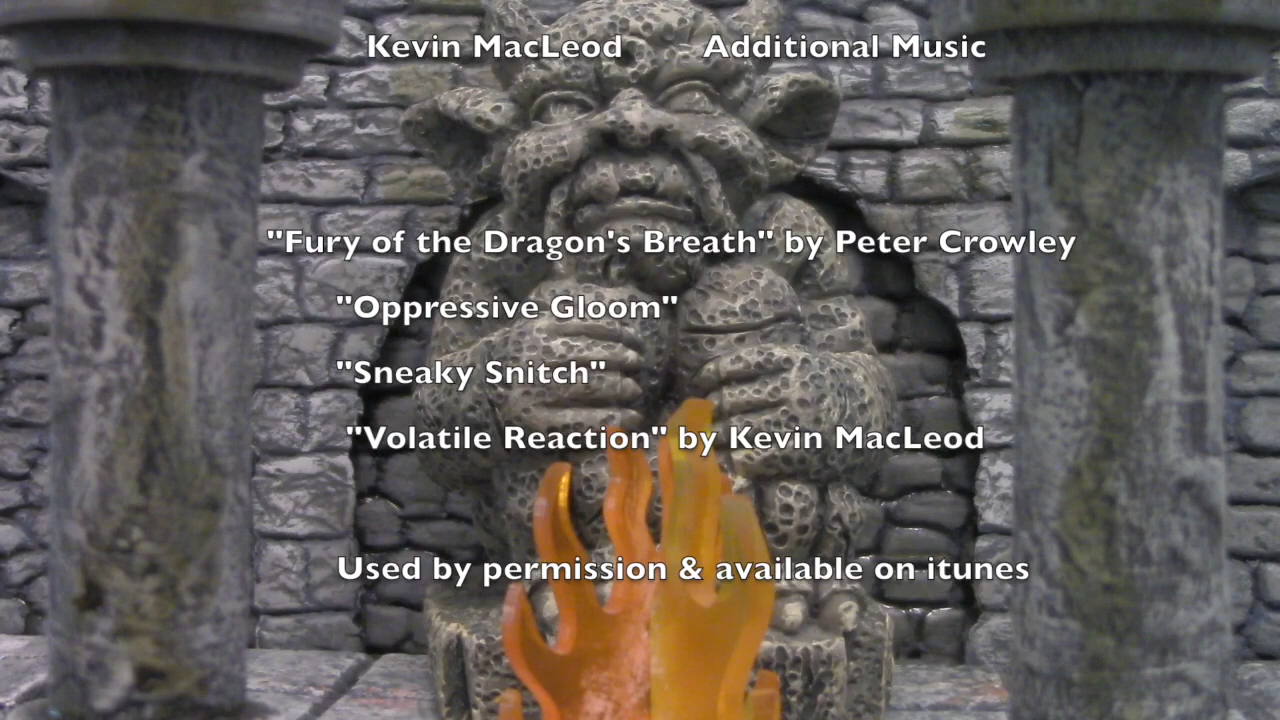 Kevin MacLeod Additional Music
"Fury of the Dragon's Breath" by Peter Crowley
"Oppressive Gloom"
"Sneaky Snitch"
"Volatile Reaction" by Kevin MacLeod
Used by permission & available on itunes